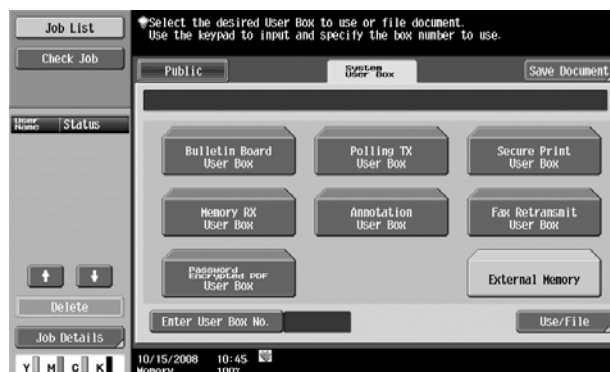 Job List
Check Job
Select the desired User Box to use or file document.
Use the keypad to input and specify the box number to use.
Public
System
User Box
Save Document
User
Name
Status
Bulletin Board
User Box
Polling TX
User Box
Secure Print
User Box
Memory RX
User Box
Annotation
User Box
Fax Retransmit
User Box
Password
Encrypted PDF
User Box
External Memory
Delete
Enter User Box No.
Use/File
Job Details
Y M C K
10/15/2008 10:45
Memory 100%